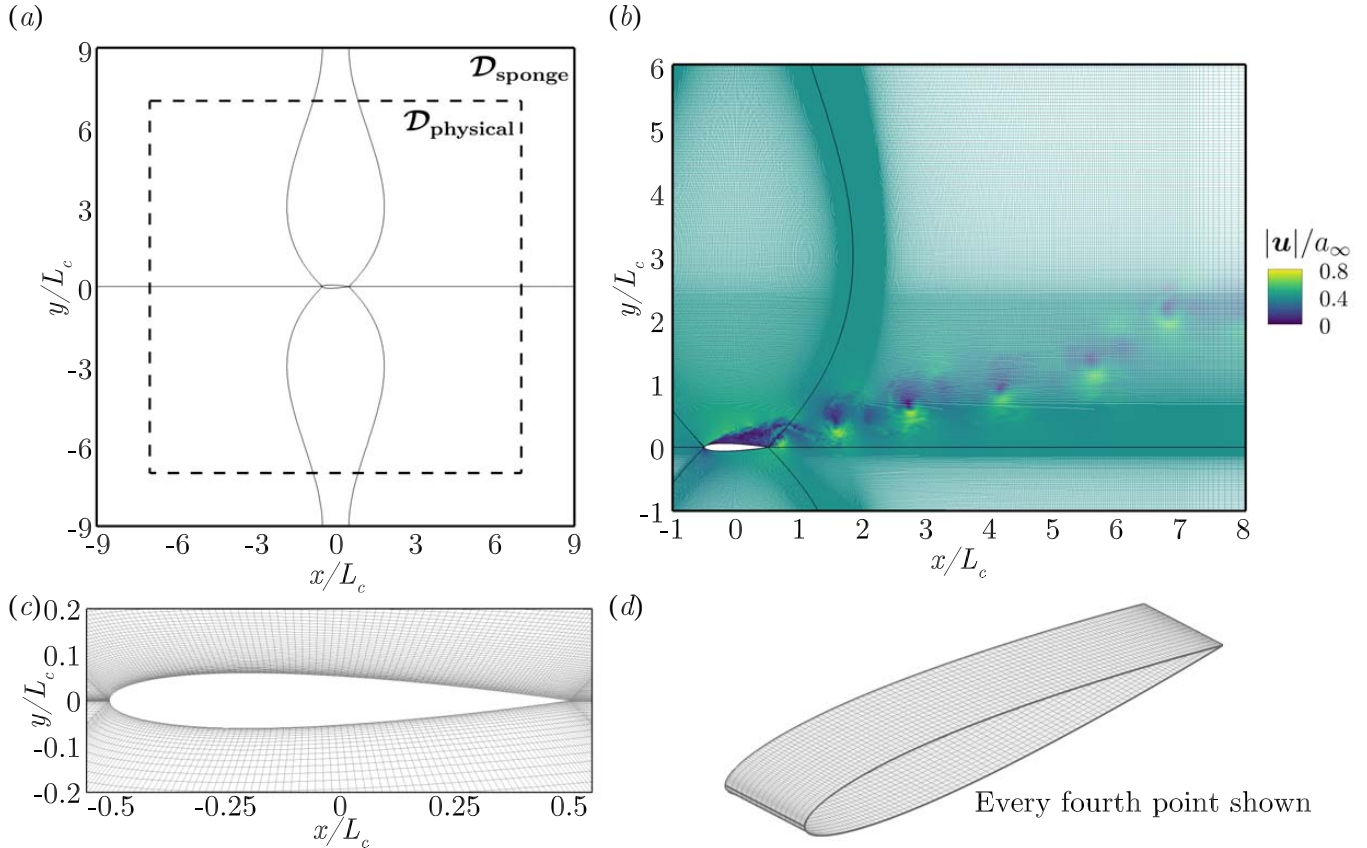 (a)
9
6
3
0
-3
-6
-9
y/L_c
-9 -6 -3 0 3 6 9
x/L_c
𝓓sponge
𝓓physical
(b)
6
5
4
3
2
1
0
-1
y/L_c
-1 0 1 2 3 4 5 6 7 8
x/L_c
|u|/a∞
0.8
0.4
0
(c)
0.2
0.1
0
-0.1
-0.2
y/L_c
-0.5 -0.25 0 0.25 0.5
x/L_c
(d)
Every fourth point shown